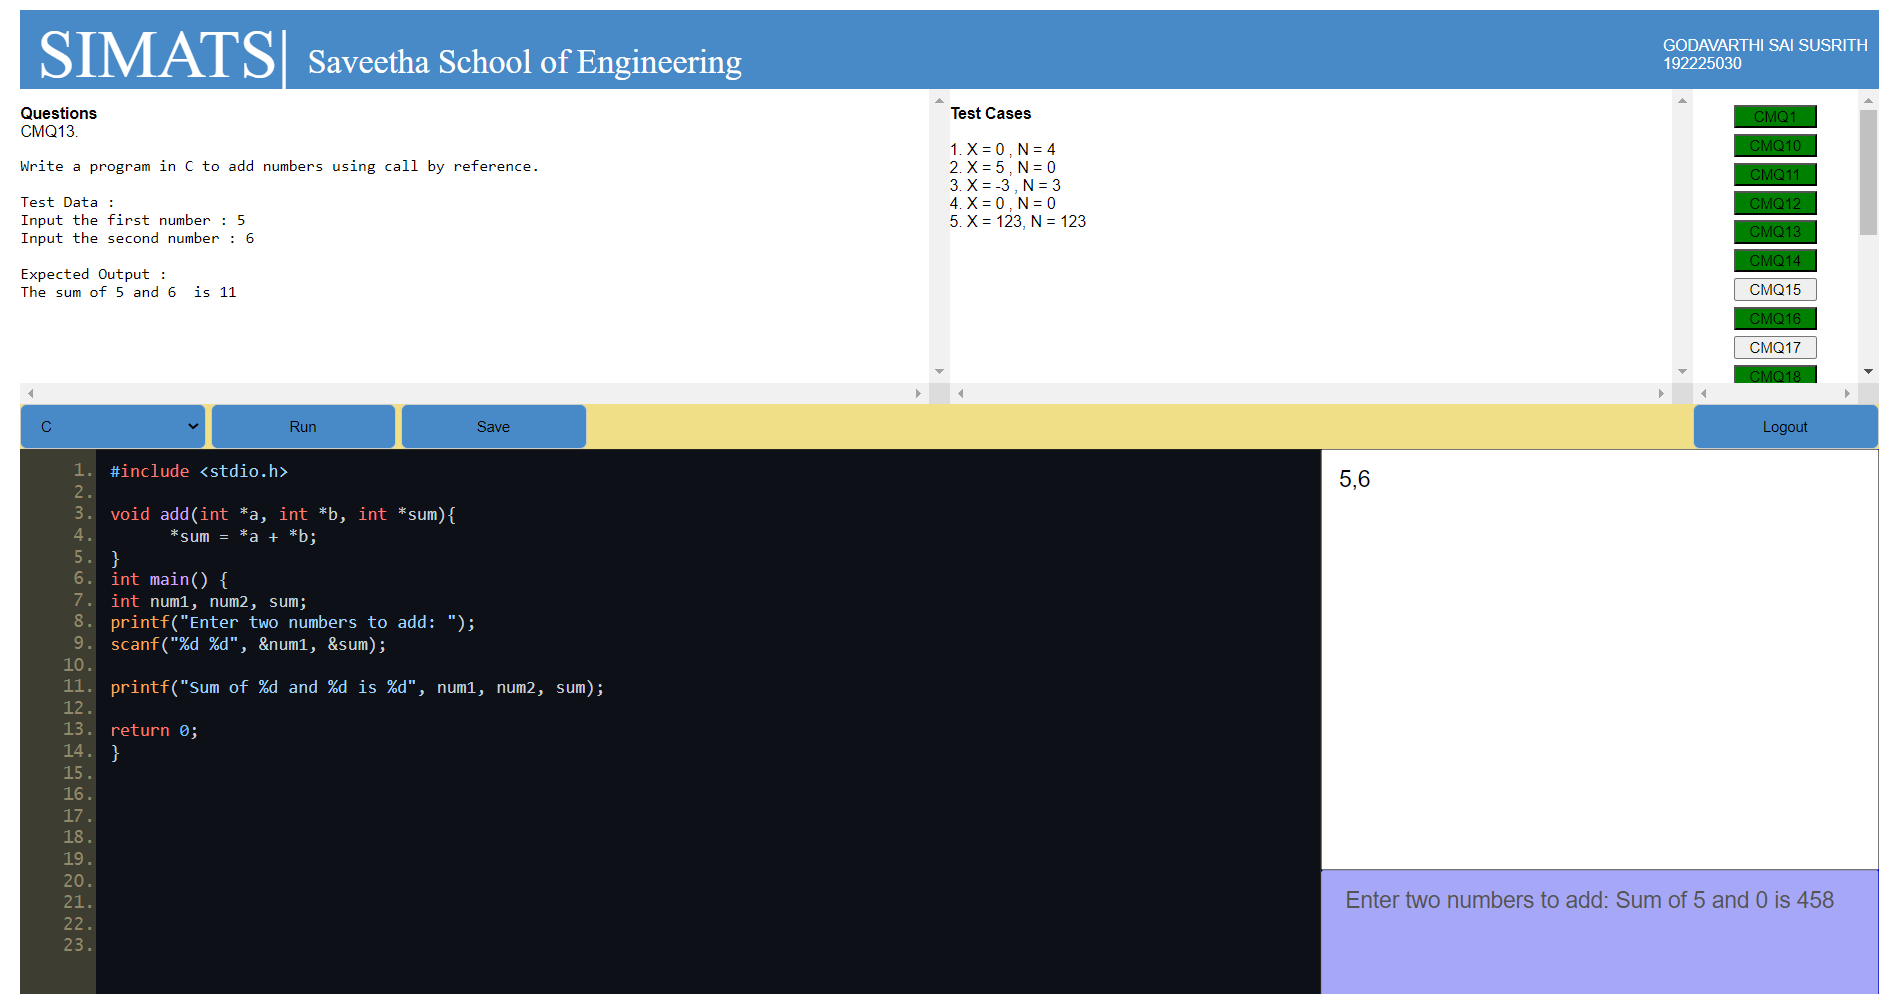 SIMATS| Saveetha School of Engineering
GODAVARTHI SAI SUSRITH
192225030
Questions
CMQ13.
Write a program in C to add numbers using call by reference.
Test Data :
Input the first number : 5
Input the second number : 6
Expected Output :
The sum of 5 and 6  is 11
Test Cases
1. X = 0 , N = 4
2. X = 5 , N = 0
3. X = -3 , N = 3
4. X = 0 , N = 0
5. X = 123, N = 123
CMQ1
CMQ10
CMQ11
CMQ12
CMQ13
CMQ14
CMQ15
CMQ16
CMQ17
CMQ18
C
Run
Save
Logout
1. #include <stdio.h>
2.
3. void add(int *a, int *b, int *sum){
4.       *sum = *a + *b;
5. }
6. int main() {
7. int num1, num2, sum;
8. printf("Enter two numbers to add: ");
9. scanf("%d %d", &num1, &sum);
10.
11. printf("Sum of %d and %d is %d", num1, num2, sum);
12.
13. return 0;
14. }
15.
16.
17.
18.
19.
20.
21.
22.
23.
5,6
Enter two numbers to add: Sum of 5 and 0 is 458